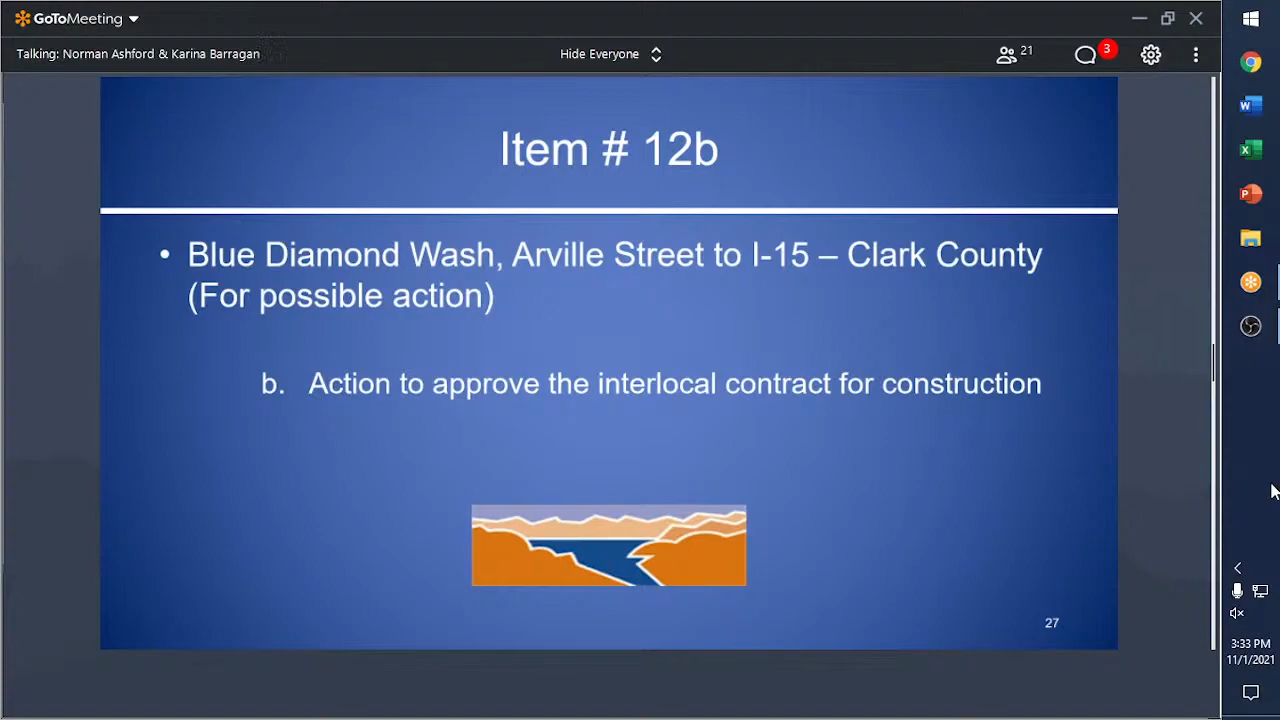 GoToMeeting
Talking: Norman Ashford & Karina Barragan
Hide Everyone
21
3
Item # 12b
• Blue Diamond Wash, Arville Street to I-15 – Clark County
(For possible action)
b. Action to approve the interlocal contract for construction
27
3:33 PM
11/1/2021